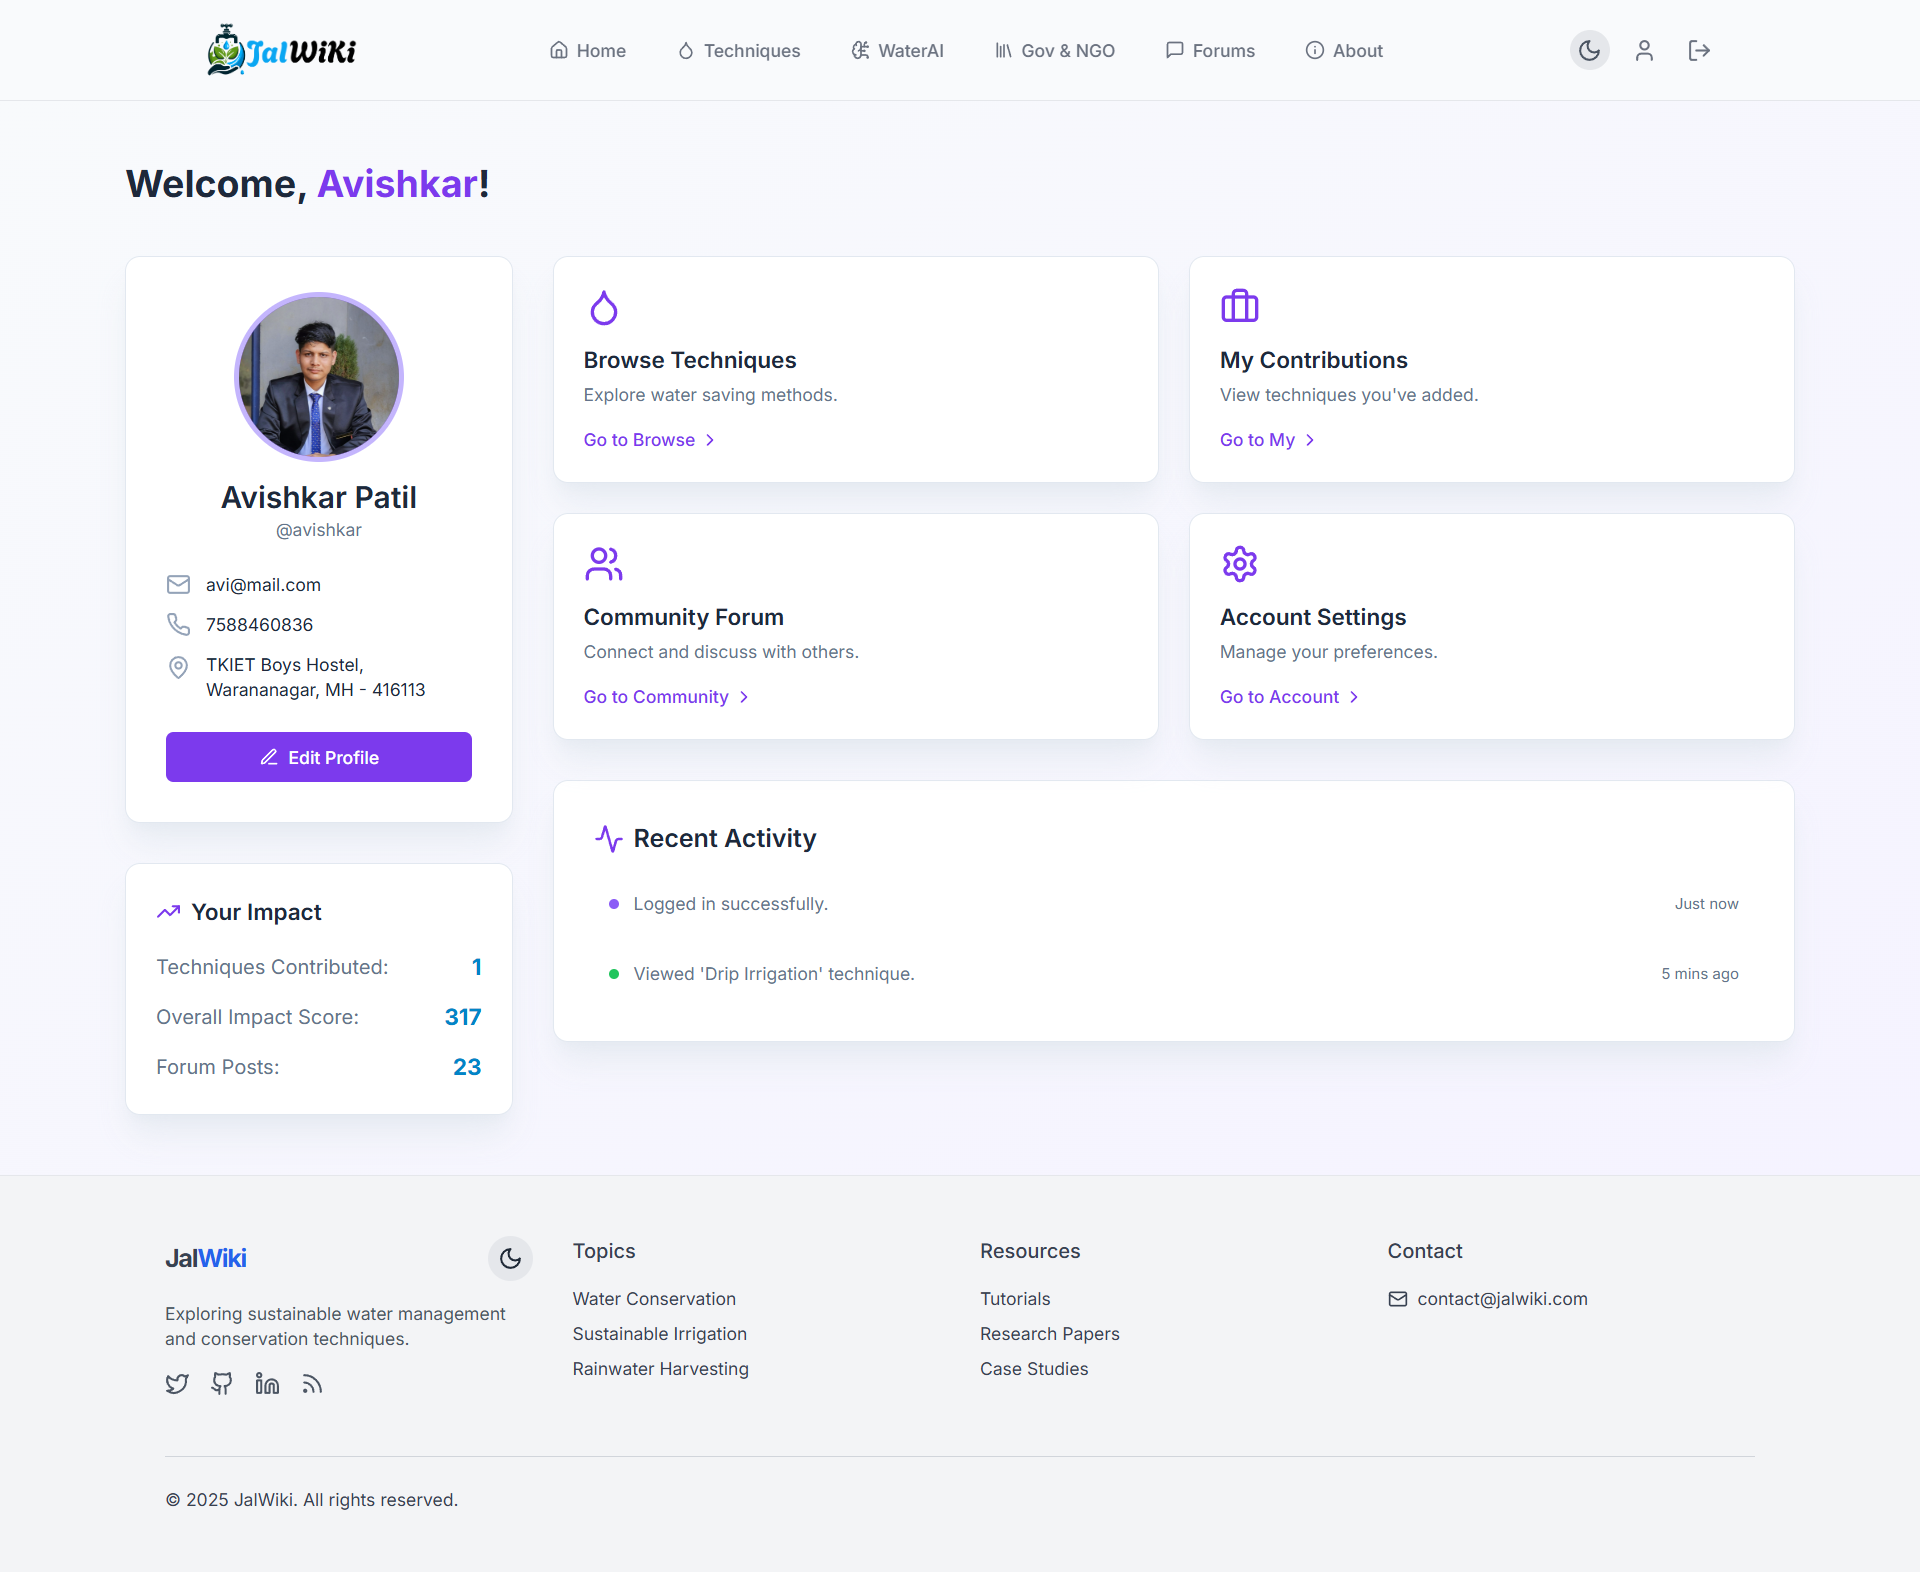 JalWiKi
Home
Techniques
WaterAI
Gov & NGO
Forums
About
Welcome, Avishkar!
Avishkar Patil
@avishkar
avi@mail.com
7588460836
TKIET Boys Hostel,
Warananagar, MH - 416113
Edit Profile
Your Impact
Techniques Contributed: 1
Overall Impact Score: 317
Forum Posts: 23
Browse Techniques
Explore water saving methods.
Go to Browse
My Contributions
View techniques you've added.
Go to My
Community Forum
Connect and discuss with others.
Go to Community
Account Settings
Manage your preferences.
Go to Account
Recent Activity
Logged in successfully. Just now
Viewed 'Drip Irrigation' technique. 5 mins ago
JalWiki
Exploring sustainable water management
and conservation techniques.
Topics
Water Conservation
Sustainable Irrigation
Rainwater Harvesting
Resources
Tutorials
Research Papers
Case Studies
Contact
contact@jalwiki.com
© 2025 JalWiki. All rights reserved.